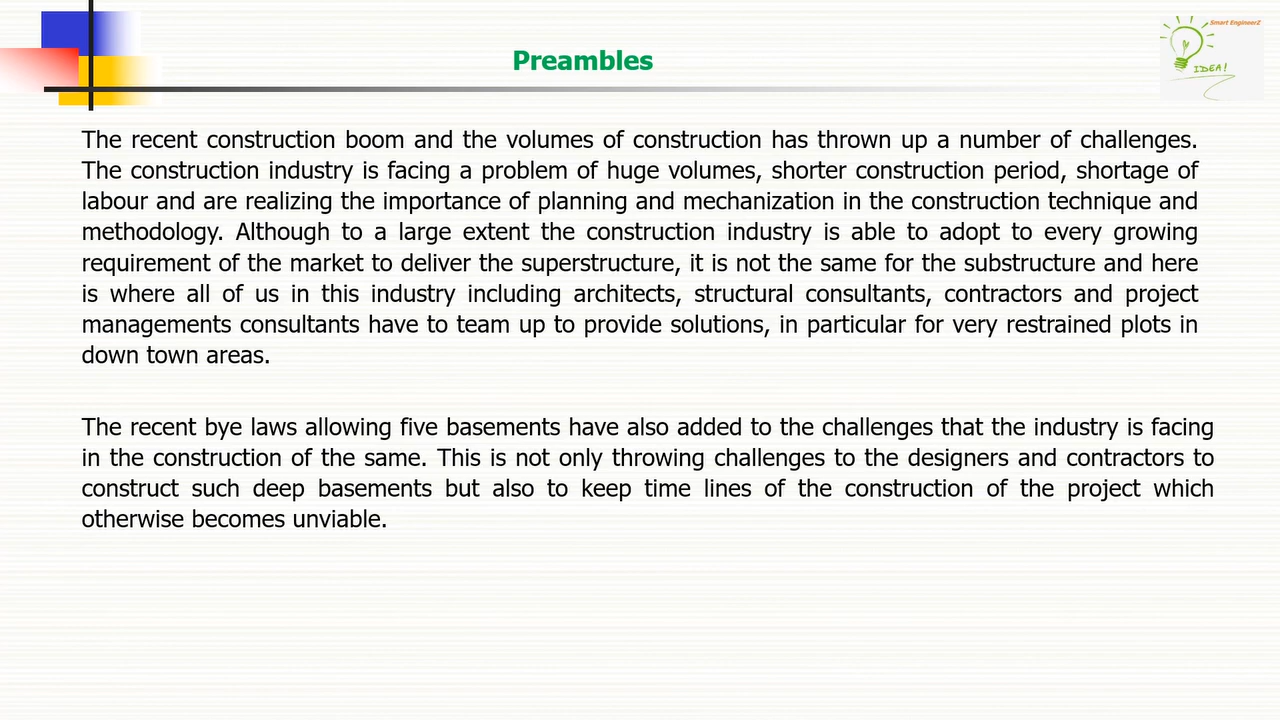 Smart EngineerZ
Preambles
IDEA!
The recent construction boom and the volumes of construction has thrown up a number of challenges.
The construction industry is facing a problem of huge volumes, shorter construction period, shortage of
labour and are realizing the importance of planning and mechanization in the construction technique and
methodology. Although to a large extent the construction industry is able to adopt to every growing
requirement of the market to deliver the superstructure, it is not the same for the substructure and here
is where all of us in this industry including architects, structural consultants, contractors and project
managements consultants have to team up to provide solutions, in particular for very restrained plots in
down town areas.
The recent bye laws allowing five basements have also added to the challenges that the industry is facing
in the construction of the same. This is not only throwing challenges to the designers and contractors to
construct such deep basements but also to keep time lines of the construction of the project which
otherwise becomes unviable.